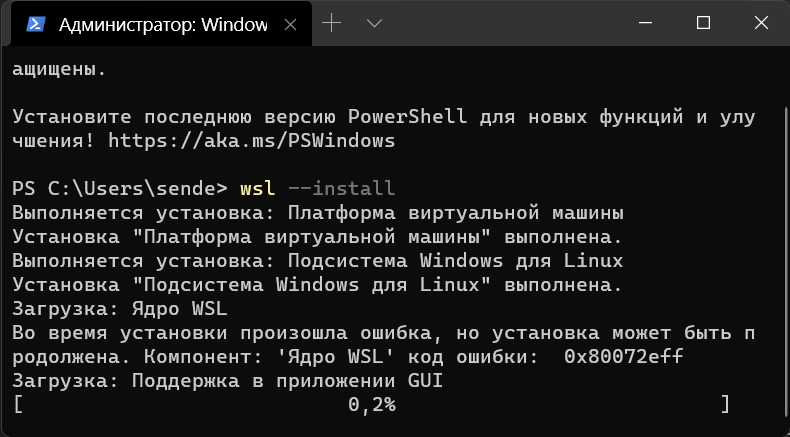 Администратор: Window
ащищены.
Установите последнюю версию PowerShell для новых функций и улу
чшения! https://aka.ms/PSWindows
PS C:\Users\sende> wsl --install
Выполняется установка: Платформа виртуальной машины
Установка "Платформа виртуальной машины" выполнена.
Выполняется установка: Подсистема Windows для Linux
Установка "Подсистема Windows для Linux" выполнена.
Загрузка: Ядро WSL
Во время установки произошла ошибка, но установка может быть п
родолжена. Компонент: 'Ядро WSL' код ошибки:  0x80072eff
Загрузка: Поддержка в приложении GUI
[                           0,2%                           ]